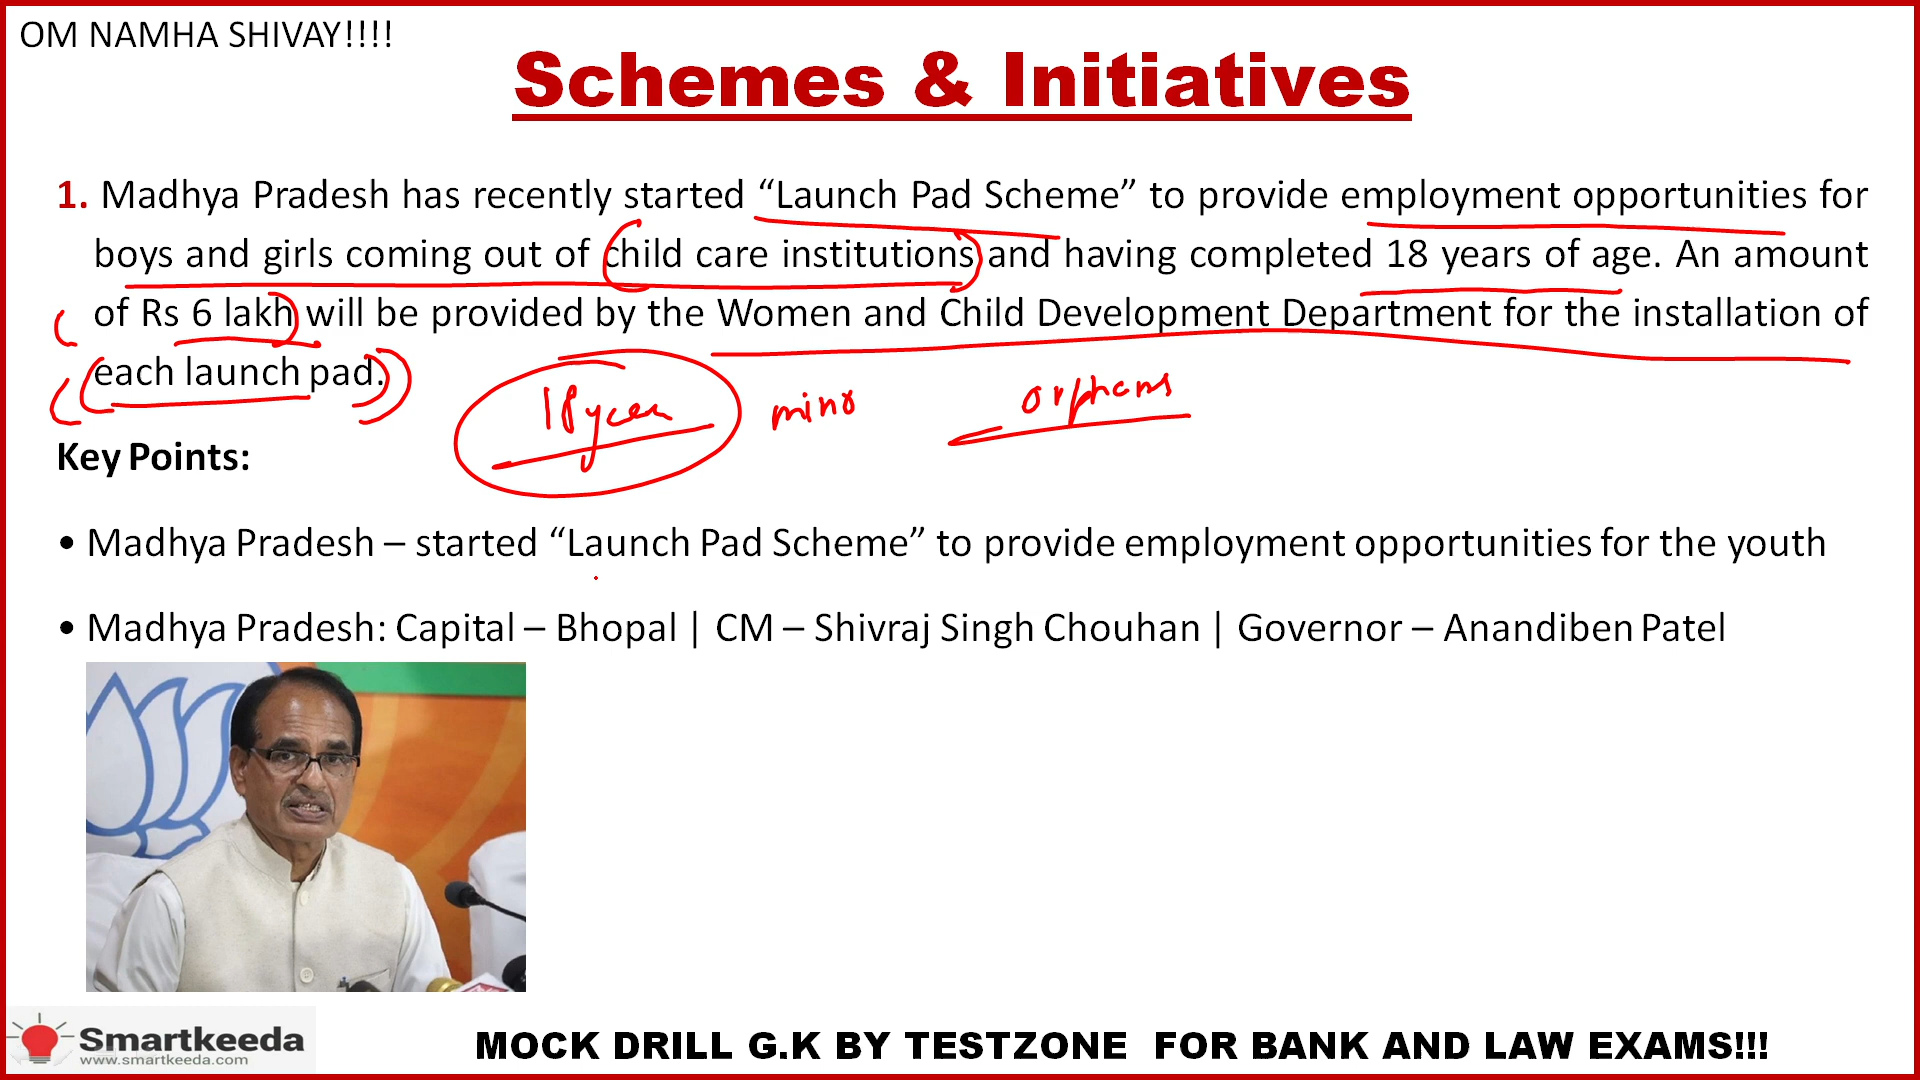 OM NAMHA SHIVAY!!!!
Schemes & Initiatives
1. Madhya Pradesh has recently started “Launch Pad Scheme” to provide employment opportunities for
boys and girls coming out of child care institutions and having completed 18 years of age. An amount
of Rs 6 lakh will be provided by the Women and Child Development Department for the installation of
each launch pad.
18 year
orphans
Key Points:
• Madhya Pradesh – started “Launch Pad Scheme” to provide employment opportunities for the youth
• Madhya Pradesh: Capital – Bhopal | CM – Shivraj Singh Chouhan | Governor – Anandiben Patel
Smartkeeda
www.smartkeeda.com
MOCK DRILL G.K BY TESTZONE FOR BANK AND LAW EXAMS!!!